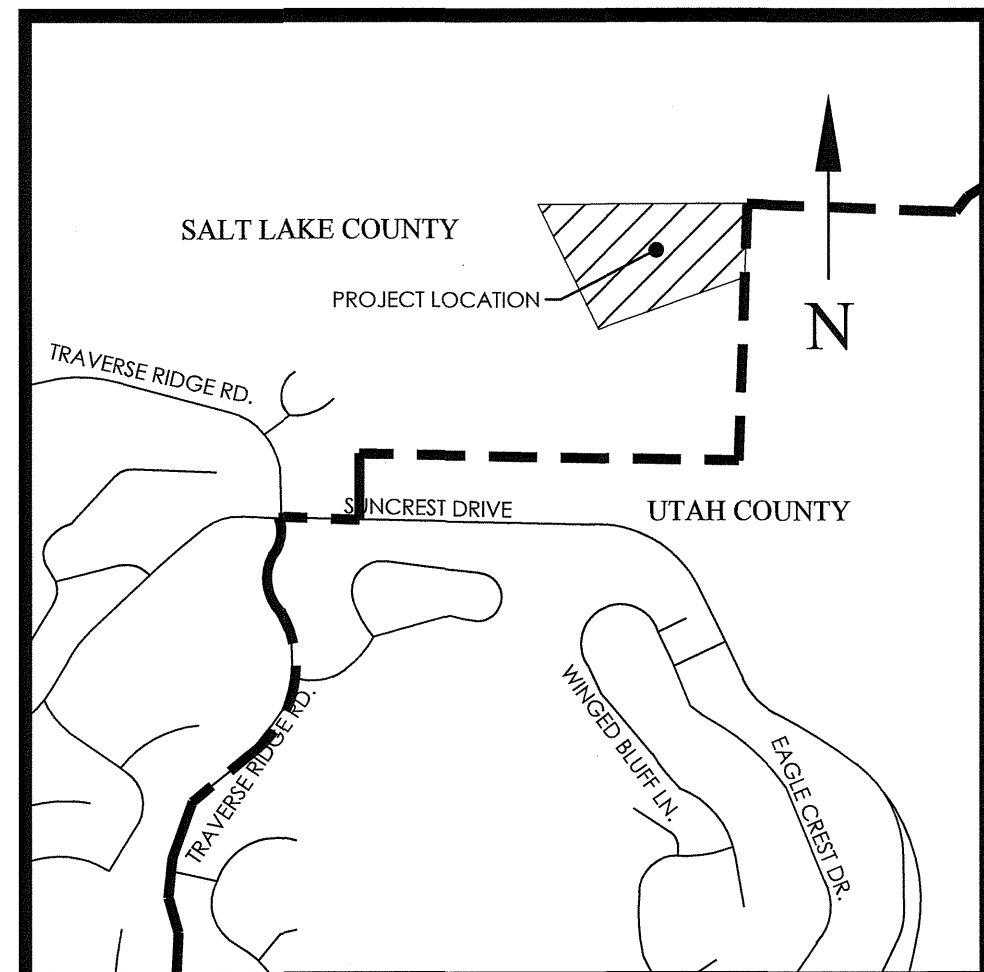 SALT LAKE COUNTY
PROJECT LOCATION
N
TRAVERSE RIDGE RD.
SUNCREST DRIVE
UTAH COUNTY
TRAVERSE RIDGE RD.
WINGED BLUFF LN.
EAGLE CREST DR.